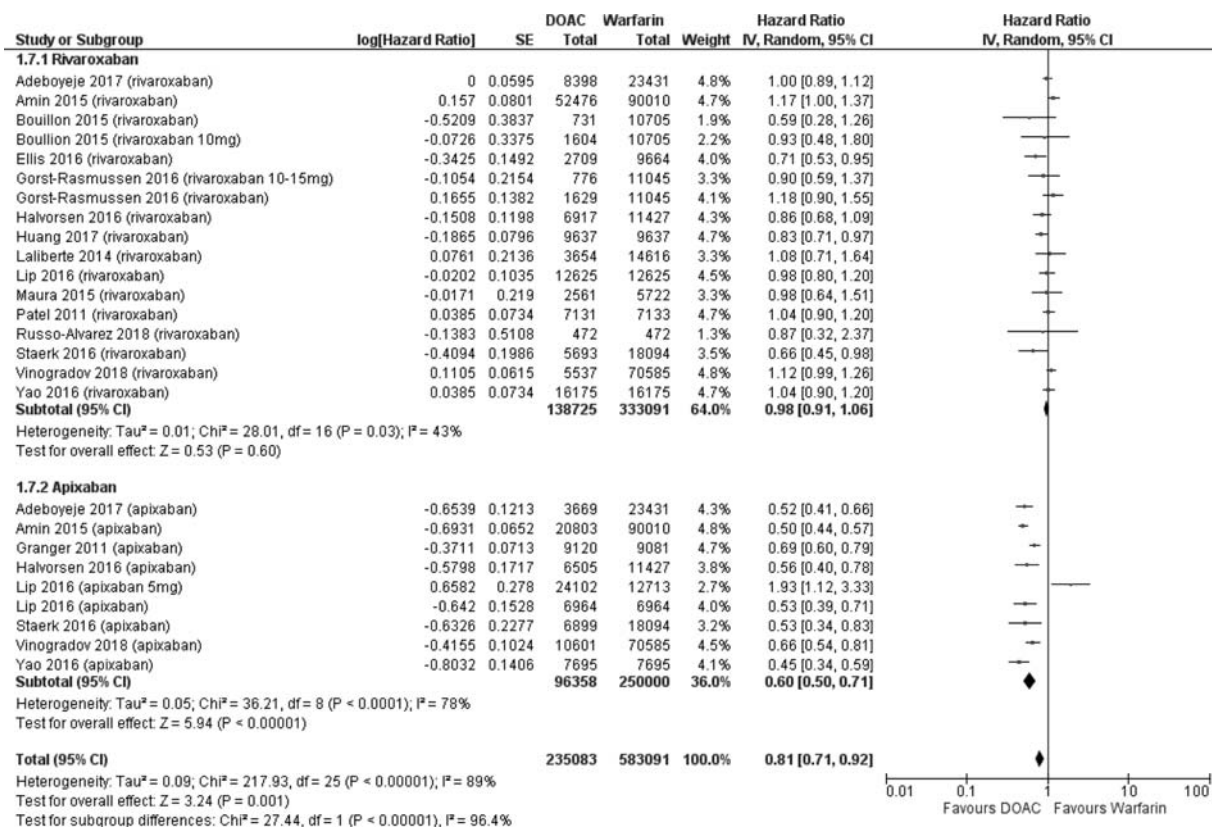 DOAC Warfarin Hazard Ratio Hazard Ratio
Study or Subgroup log[Hazard Ratio] SE Total Total Weight IV, Random, 95% CI IV, Random, 95% CI
1.7.1 Rivaroxaban
Adeboyeje 2017 (rivaroxaban) 0 0.0595 8398 23431 4.8% 1.00 [0.89, 1.12]
Amin 2015 (rivaroxaban) 0.157 0.0801 52476 90010 4.7% 1.17 [1.00, 1.37]
Bouillon 2015 (rivaroxaban) -0.5209 0.3837 731 10705 1.9% 0.59 [0.28, 1.26]
Boullion 2015 (rivaroxaban 10mg) -0.0726 0.3375 1604 10705 2.2% 0.93 [0.48, 1.80]
Ellis 2016 (rivaroxaban) -0.3425 0.1492 2709 9664 4.0% 0.71 [0.53, 0.95]
Gorst-Rasmussen 2016 (rivaroxaban 10-15mg) -0.1054 0.2154 776 11045 3.3% 0.90 [0.59, 1.37]
Gorst-Rasmussen 2016 (rivaroxaban) 0.1655 0.1382 1629 11045 4.1% 1.18 [0.90, 1.55]
Halvorsen 2016 (rivaroxaban) -0.1508 0.1198 6917 11427 4.3% 0.86 [0.68, 1.09]
Huang 2017 (rivaroxaban) -0.1865 0.0796 9637 9637 4.7% 0.83 [0.71, 0.97]
Laliberte 2014 (rivaroxaban) 0.0761 0.2136 3654 14616 3.3% 1.08 [0.71, 1.64]
Lip 2016 (rivaroxaban) -0.0202 0.1035 12625 12625 4.5% 0.98 [0.80, 1.20]
Maura 2015 (rivaroxaban) -0.0171 0.219 2561 5722 3.3% 0.98 [0.64, 1.51]
Patel 2011 (rivaroxaban) 0.0385 0.0734 7131 7133 4.7% 1.04 [0.90, 1.20]
Russo-Alvarez 2018 (rivaroxaban) -0.1383 0.5108 472 472 1.3% 0.87 [0.32, 2.37]
Staerk 2016 (rivaroxaban) -0.4094 0.1986 5693 18094 3.5% 0.66 [0.45, 0.98]
Vinogradov 2018 (rivaroxaban) 0.1105 0.0615 5537 70585 4.8% 1.12 [0.99, 1.26]
Yao 2016 (rivaroxaban) 0.0385 0.0734 16175 16175 4.7% 1.04 [0.90, 1.20]
Subtotal (95% CI) 138725 333091 64.0% 0.98 [0.91, 1.06]
Heterogeneity: Tau² = 0.01; Chi² = 28.01, df = 16 (P = 0.03); I² = 43%
Test for overall effect: Z = 0.53 (P = 0.60)
1.7.2 Apixaban
Adeboyeje 2017 (apixaban) -0.6539 0.1213 3669 23431 4.3% 0.52 [0.41, 0.66]
Amin 2015 (apixaban) -0.6931 0.0652 20803 90010 4.8% 0.50 [0.44, 0.57]
Granger 2011 (apixaban) -0.3711 0.0713 9120 9081 4.7% 0.69 [0.60, 0.79]
Halvorsen 2016 (apixaban) -0.5798 0.1717 6505 11427 3.8% 0.56 [0.40, 0.78]
Lip 2016 (apixaban 5mg) 0.6582 0.278 24102 12713 2.7% 1.93 [1.12, 3.33]
Lip 2016 (apixaban) -0.642 0.1528 6964 6964 4.0% 0.53 [0.39, 0.71]
Staerk 2016 (apixaban) -0.6326 0.2277 6899 18094 3.2% 0.53 [0.34, 0.83]
Vinogradov 2018 (apixaban) -0.4155 0.1024 10601 70585 4.5% 0.66 [0.54, 0.81]
Yao 2016 (apixaban) -0.8032 0.1406 7695 7695 4.1% 0.45 [0.34, 0.59]
Subtotal (95% CI) 96358 250000 36.0% 0.60 [0.50, 0.71]
Heterogeneity: Tau² = 0.05; Chi² = 36.21, df = 8 (P < 0.0001); I² = 78%
Test for overall effect: Z = 5.94 (P < 0.00001)
Total (95% CI) 235083 583091 100.0% 0.81 [0.71, 0.92]
Heterogeneity: Tau² = 0.09; Chi² = 217.93, df = 25 (P < 0.00001); I² = 89%
Test for overall effect: Z = 3.24 (P = 0.001)
Test for subgroup differences: Chi² = 27.44, df = 1 (P < 0.00001), I² = 96.4%
0.01 0.1 1 10 100
Favours DOAC Favours Warfarin